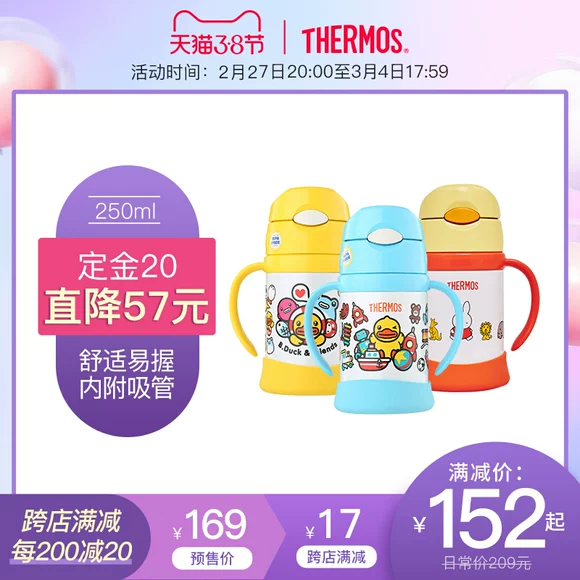 天猫3.8节 THERMOS.
活动时间：2月27日20:00至3月4日17:59
250ml
定金20
直降57元
舒适易握
内附吸管
B.Duck & Friends
THERMOS
THERMOS
跨店满减
每200减20
¥169
预售价
¥17
跨店满减
满减价：
¥152起
日常价209元